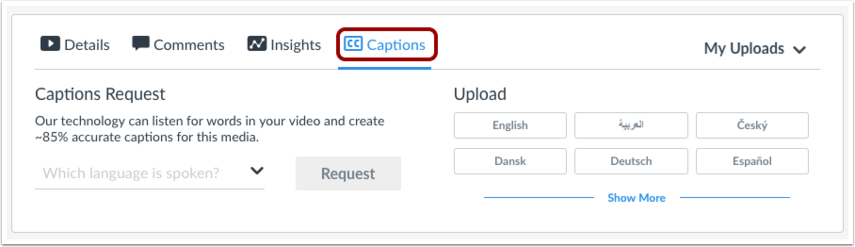 Details
Comments
Insights
CC Captions
My Uploads
Captions Request
Our technology can listen for words in your video and create
~85% accurate captions for this media.
Which language is spoken?
Request
Upload
English
العربية
Český
Dansk
Deutsch
Español
Show More